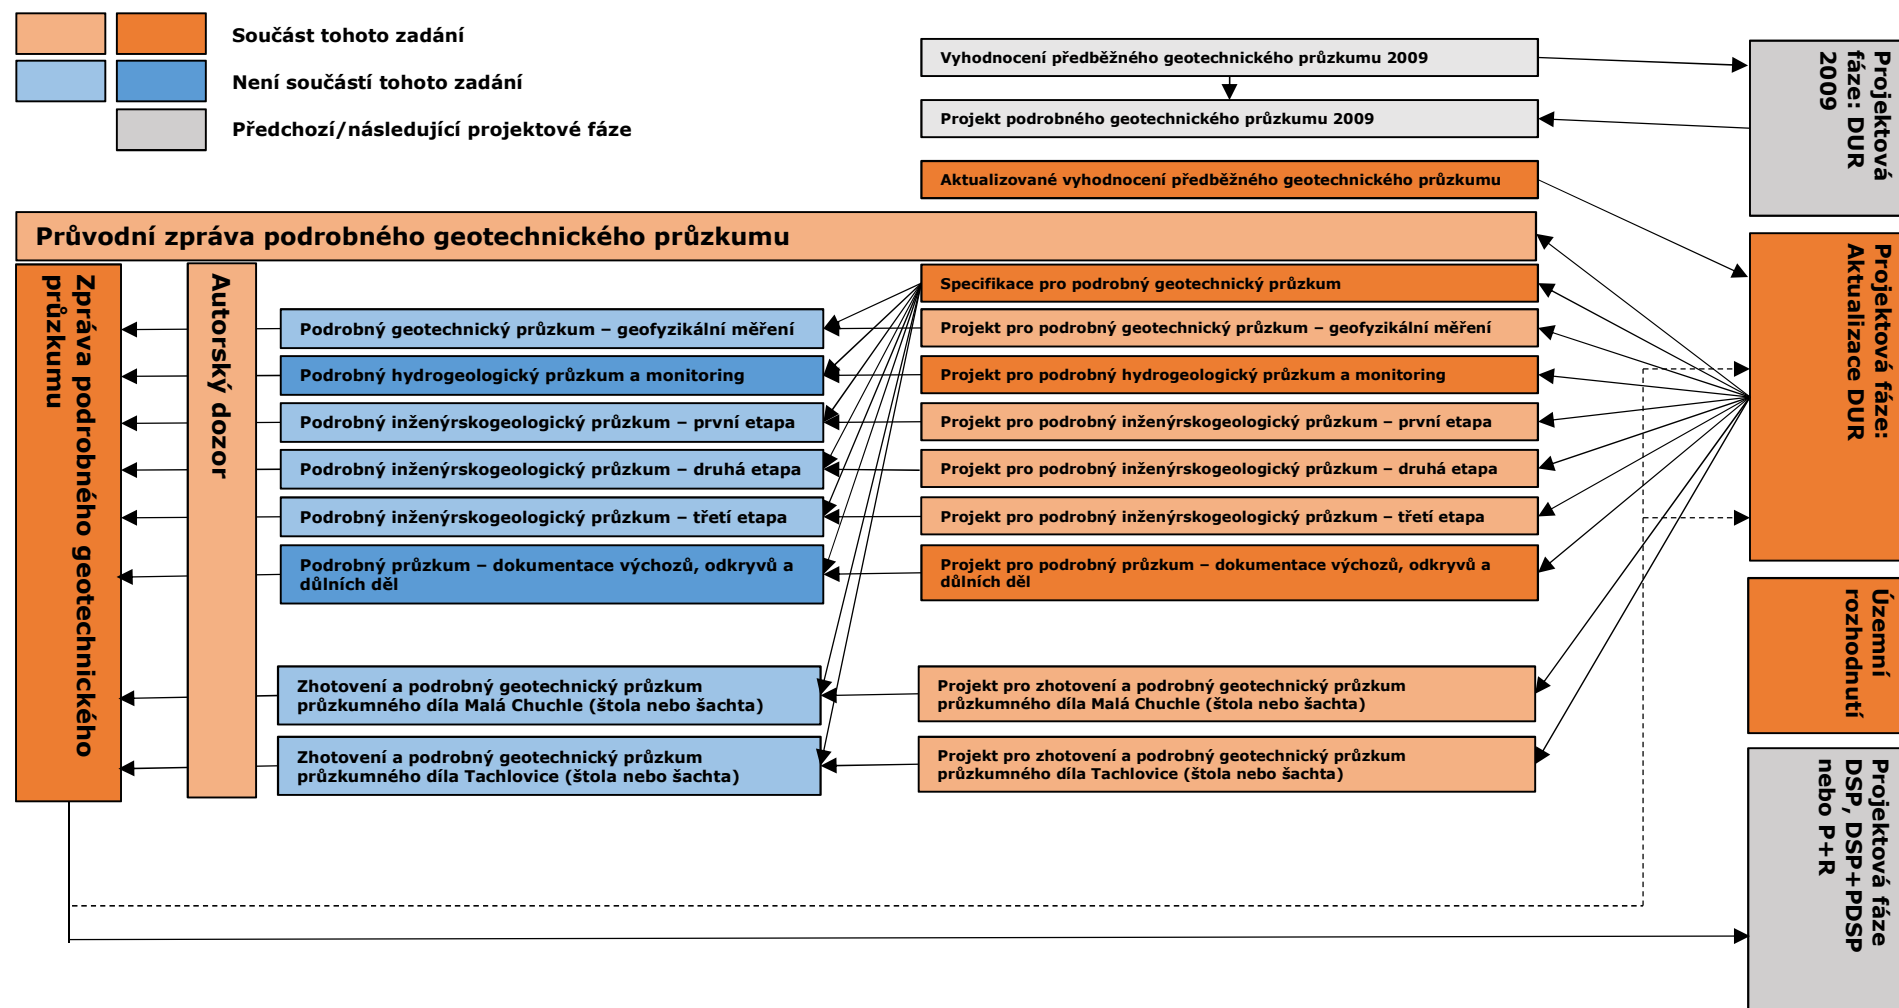 Součást tohoto zadání
Není součástí tohoto zadání
Předchozí/následující projektové fáze
Vyhodnocení předběžného geotechnického průzkumu 2009
Projekt podrobného geotechnického průzkumu 2009
Aktualizované vyhodnocení předběžného geotechnického průzkumu
Projektová
fáze: DUR
2009
Průvodní zpráva podrobného geotechnického průzkumu
Zpráva podrobného geotechnického
průzkumu
Autorský dozor
Specifikace pro podrobný geotechnický průzkum
Podrobný geotechnický průzkum – geofyzikální měření
Projekt pro podrobný geotechnický průzkum – geofyzikální měření
Podrobný hydrogeologický průzkum a monitoring
Projekt pro podrobný hydrogeologický průzkum a monitoring
Podrobný inženýrskogeologický průzkum – první etapa
Projekt pro podrobný inženýrskogeologický průzkum – první etapa
Podrobný inženýrskogeologický průzkum – druhá etapa
Projekt pro podrobný inženýrskogeologický průzkum – druhá etapa
Podrobný inženýrskogeologický průzkum – třetí etapa
Projekt pro podrobný inženýrskogeologický průzkum – třetí etapa
Podrobný průzkum – dokumentace výchozů, odkryvů a
důlních děl
Projekt pro podrobný průzkum – dokumentace výchozů, odkryvů a
důlních děl
Zhotovení a podrobný geotechnický průzkum
průzkumného díla Malá Chuchle (štola nebo šachta)
Projekt pro zhotovení a podrobný geotechnický průzkum
průzkumného díla Malá Chuchle (štola nebo šachta)
Zhotovení a podrobný geotechnický průzkum
průzkumného díla Tachlovice (štola nebo šachta)
Projekt pro zhotovení a podrobný geotechnický průzkum
průzkumného díla Tachlovice (štola nebo šachta)
Projektová fáze:
Aktualizace DUR
Územní
rozhodnutí
Projektová fáze
DSP, DSP+PDSP
nebo P+R